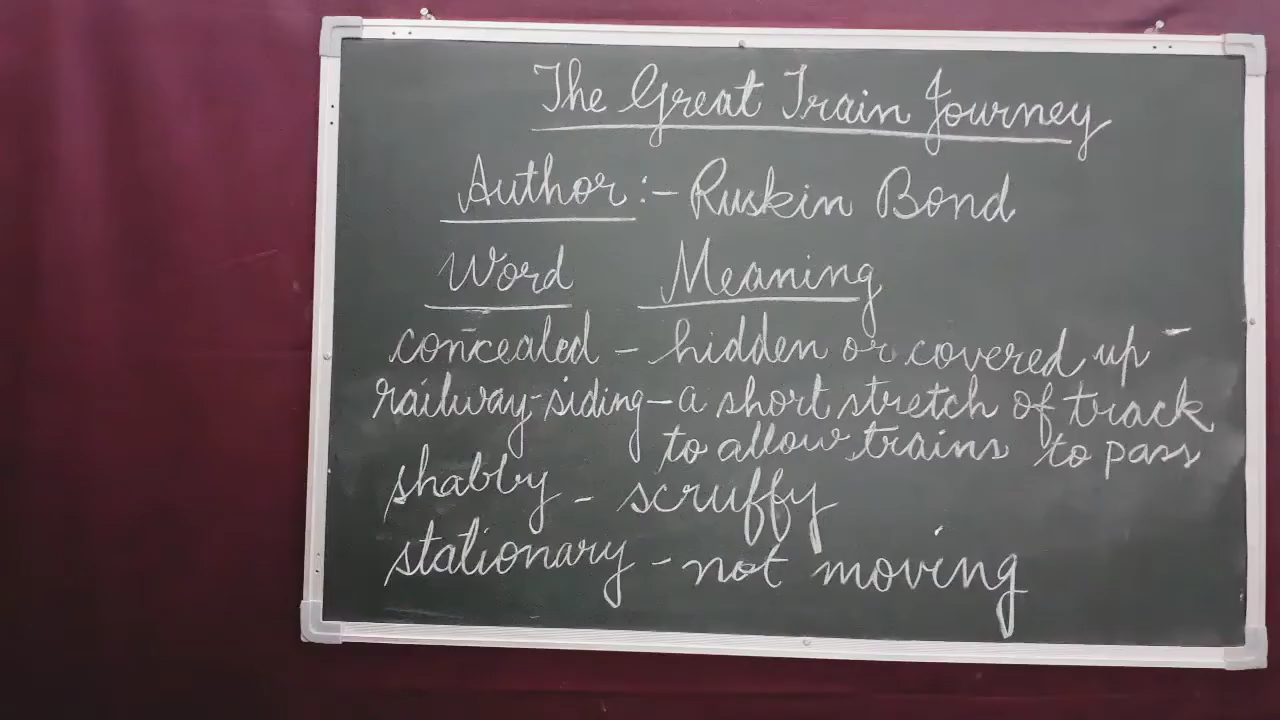 The Great Train Journey
Author :- Ruskin Bond
Word Meaning
concealed - hidden or covered up
railway-siding - a short stretch of track
to allow trains to pass
shabby - scruffy
stationary - not moving